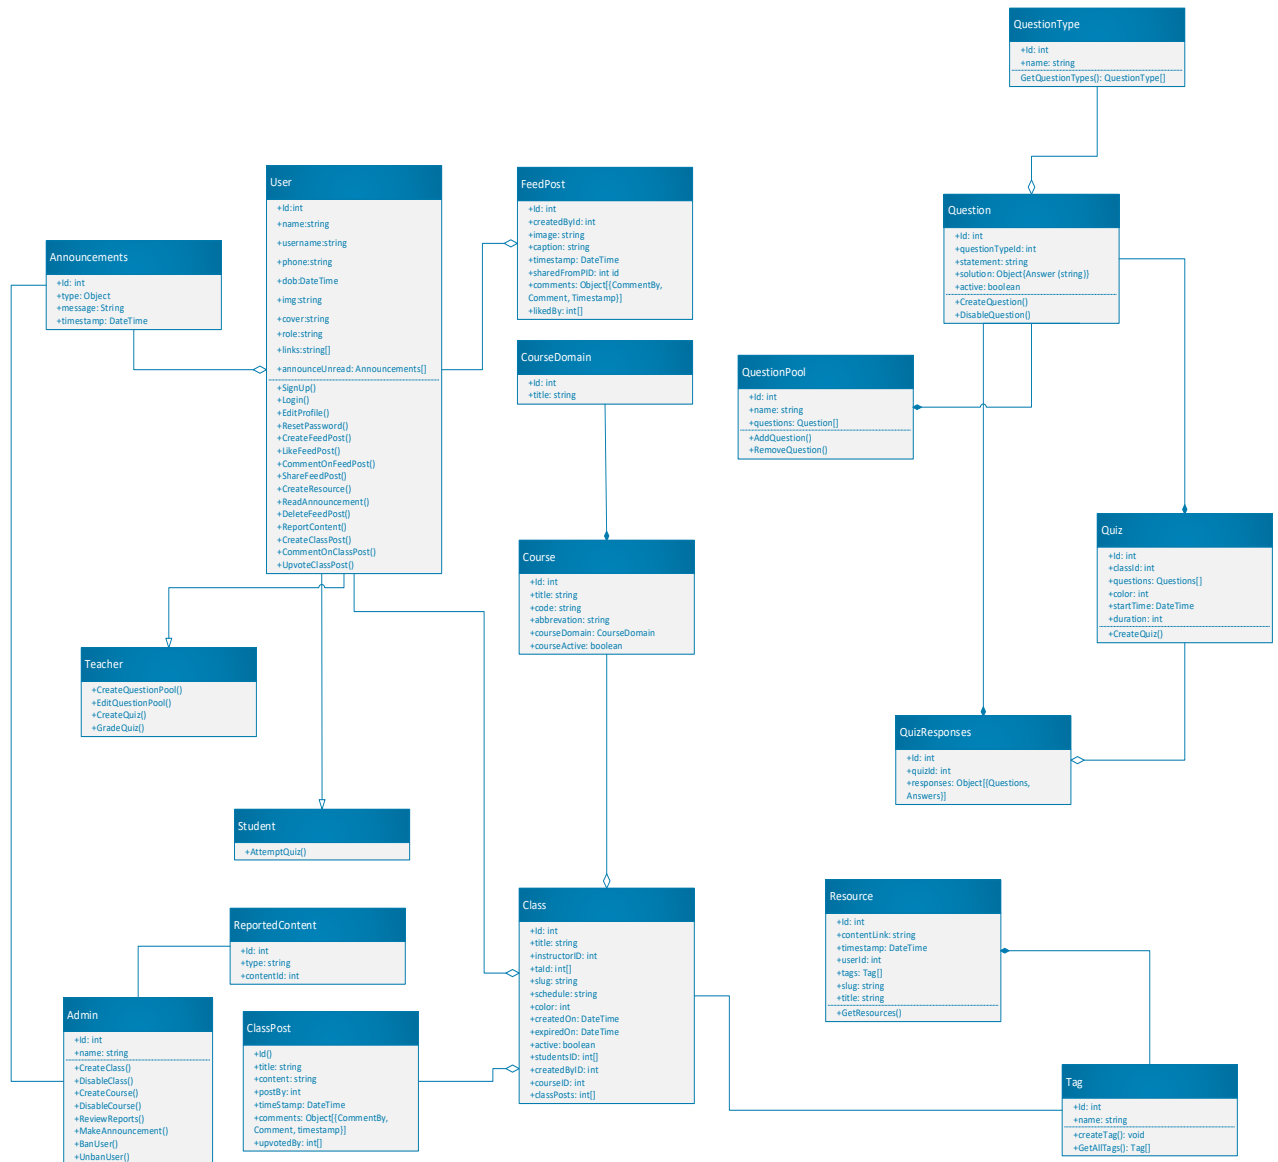 QuestionType
+Id: int
+name: string
GetQuestionTypes(): QuestionType[]
User
+Id:int
+name:string
+username:string
+phone:string
+dob:DateTime
+img:string
+cover:string
+role:string
+links:string[]
+announceUnread: Announcements[]
+SignUp()
+Login()
+EditProfile()
+ResetPassword()
+CreateFeedPost()
+LikeFeedPost()
+CommentOnFeedPost()
+ShareFeedPost()
+CreateResource()
+ReadAnnouncement()
+DeleteFeedPost()
+ReportContent()
+CreateClassPost()
+CommentOnClassPost()
+UpvoteClassPost()
FeedPost
+Id: int
+createdById: int
+image: string
+caption: string
+timestamp: DateTime
+sharedFromPID: int id
+comments: Object[{CommentBy,
Comment, Timestamp}]
+likedBy: int[]
Question
+Id: int
+questionTypeId: int
+statement: string
+solution: Object{Answer (string)}
+active: boolean
+CreateQuestion()
+DisableQuestion()
Announcements
+Id: int
+type: Object
+message: String
+timestamp: DateTime
CourseDomain
+Id: int
+title: string
QuestionPool
+Id: int
+name: string
+questions: Question[]
+AddQuestion()
+RemoveQuestion()
Quiz
+Id: int
+classId: int
+questions: Questions[]
+color: int
+startTime: DateTime
+duration: int
+CreateQuiz()
Course
+Id: int
+title: string
+code: string
+abbrevation: string
+courseDomain: CourseDomain
+courseActive: boolean
Teacher
+CreateQuestionPool()
+EditQuestionPool()
+CreateQuiz()
+GradeQuiz()
QuizResponses
+Id: int
+quizId: int
+responses: Object[{Questions,
Answers}]
Student
+AttemptQuiz()
Class
+Id: int
+title: string
+instructorID: int
+taId: int[]
+slug: string
+schedule: string
+color: int
+createdOn: DateTime
+expiredOn: DateTime
+active: boolean
+studentsID: int[]
+createdByID: int
+courseID: int
+classPosts: int[]
Resource
+Id: int
+contentLink: string
+timestamp: DateTime
+userId: int
+tags: Tag[]
+slug: string
+title: string
+GetResources()
ReportedContent
+Id: int
+type: string
+contentId: int
Admin
+Id: int
+name: string
+CreateClass()
+DisableClass()
+CreateCourse()
+DisableCourse()
+ReviewReports()
+MakeAnnouncement()
+BanUser()
+UnbanUser()
ClassPost
+Id()
+title: string
+content: string
+postBy: int
+timeStamp: DateTime
+comments: Object[{CommentBy,
Comment, timestamp}]
+upvotedBy: int[]
Tag
+Id: int
+name: string
+createTag(): void
+GetAllTags(): Tag[]